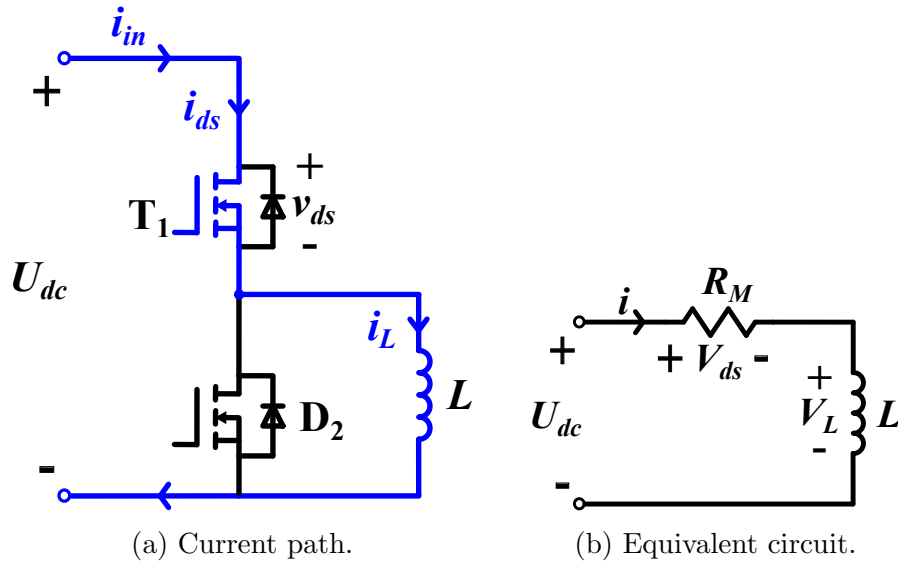 i_in
+
i_ds
T_1
+
v_ds
-
U_dc
i_L
L
D_2
-
(a) Current path.
i
R_M
+ V_ds -
+
U_dc
-
+
V_L
-
L
(b) Equivalent circuit.